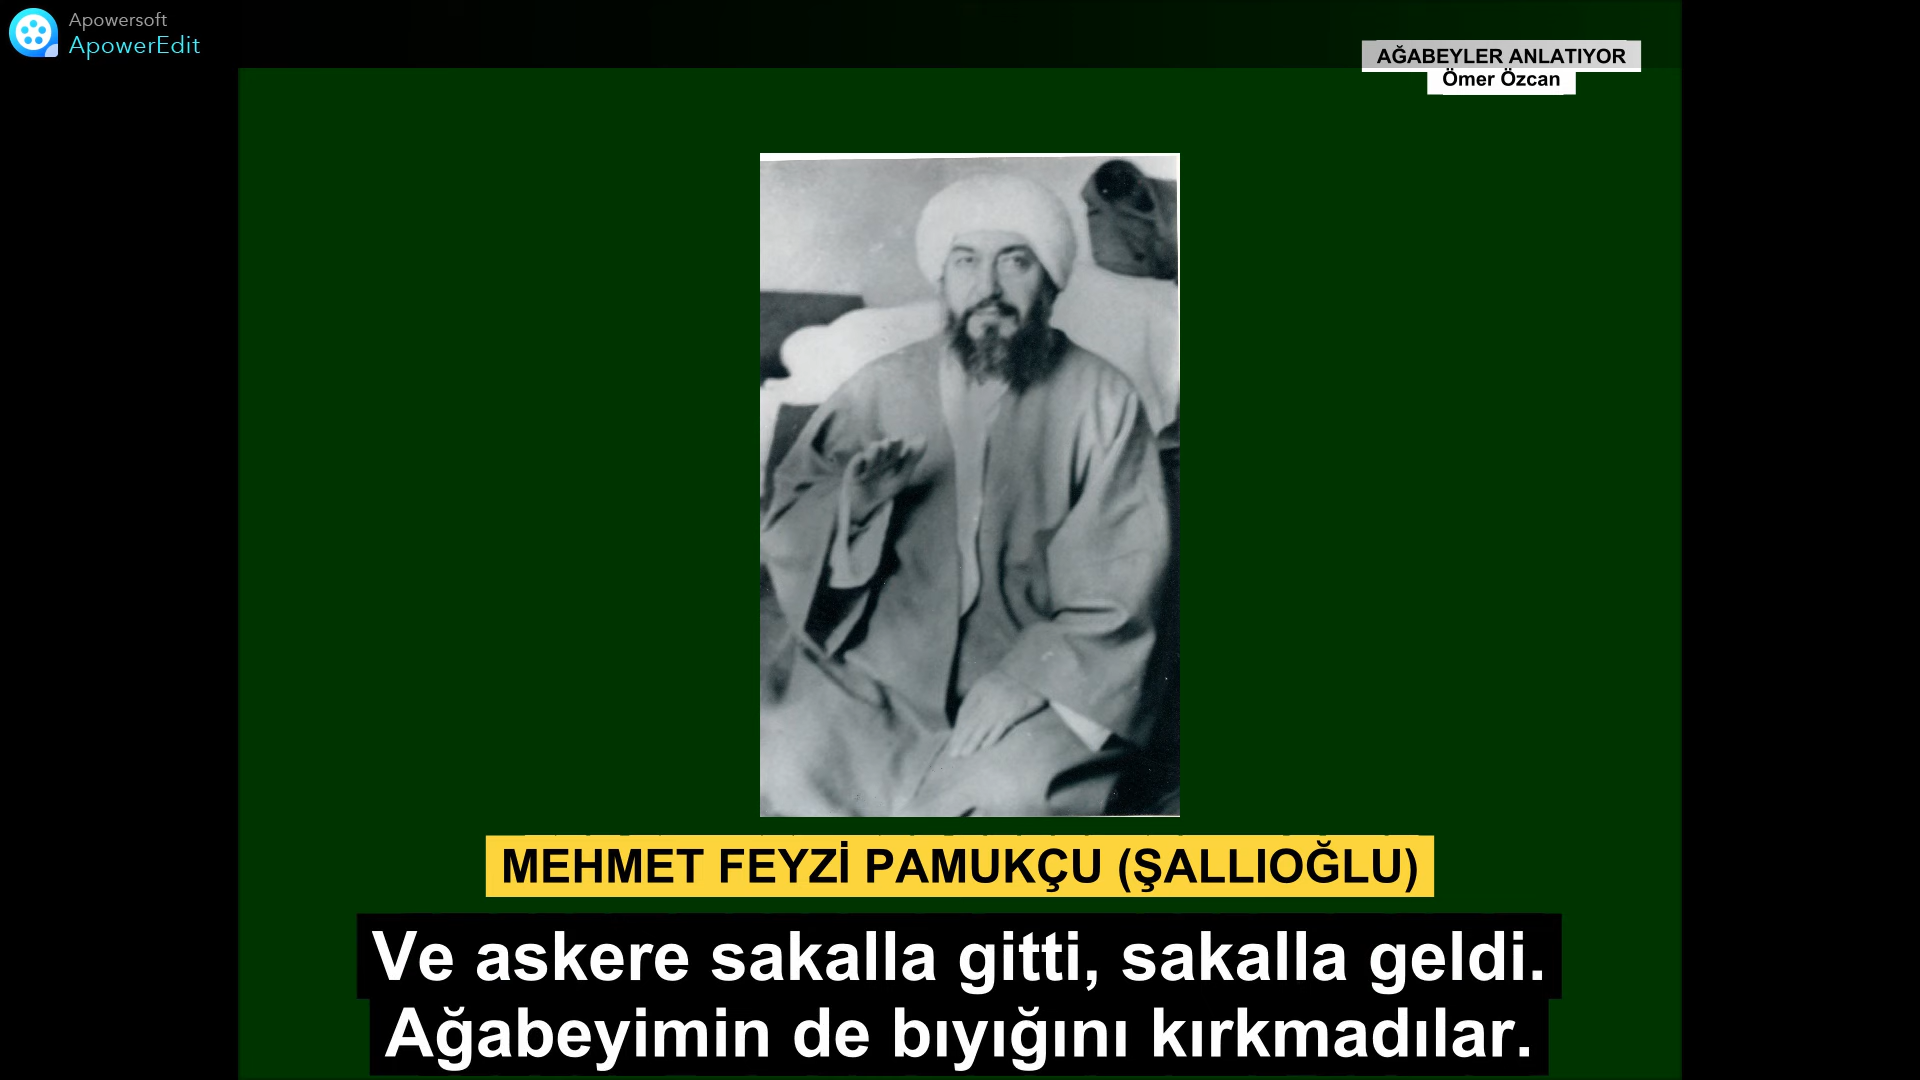 Apowersoft
ApowerEdit
AĞABEYLER ANLATIYOR
Ömer Özcan
MEHMET FEYZİ PAMUKÇU (ŞALLIOĞLU)
Ve askere sakalla gitti, sakalla geldi.
Ağabeyimin de bıyığını kırkmadılar.